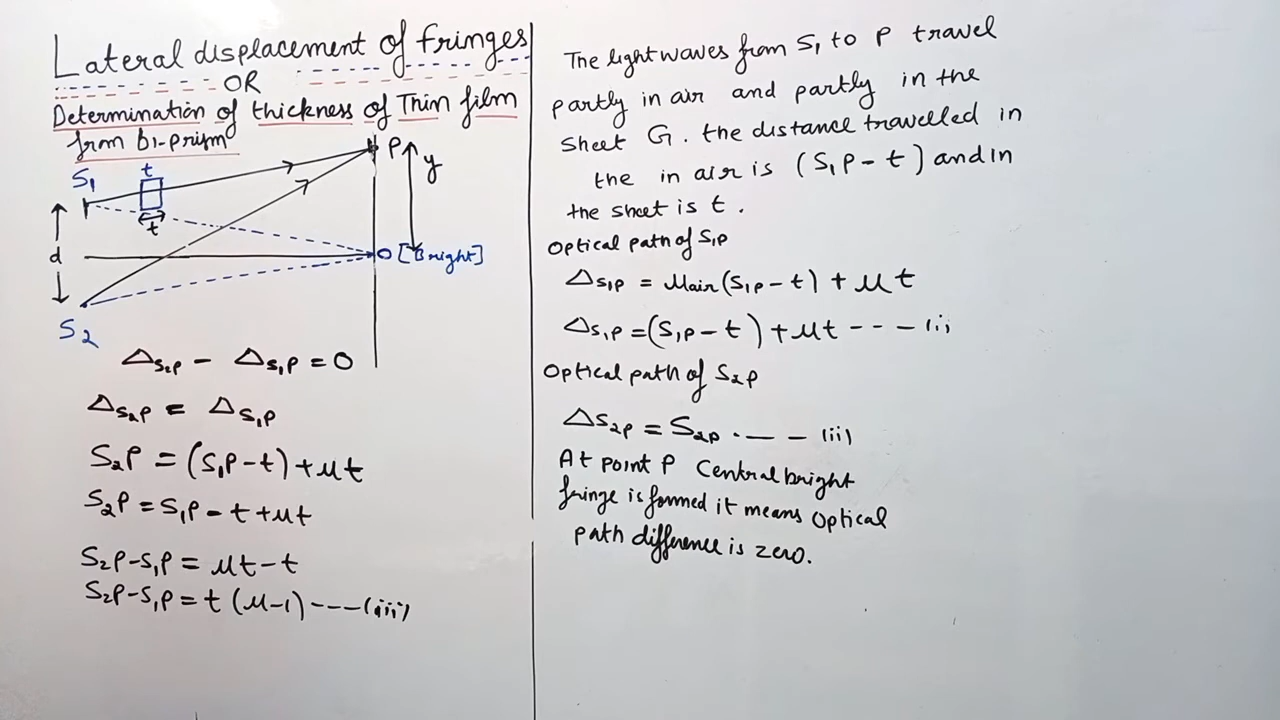 Lateral displacement of fringes
OR
Determination of thickness of Thin film
from bi-prism
S1
t
P
y
t
d
O [Bright]
S2
ΔS2P − ΔS1P = 0
ΔS2P = ΔS1P
S2P = (S1P − t) + μt
S2P = S1P − t + μt
S2P − S1P = μt − t
S2P − S1P = t (μ − 1) --- (iii)
The light waves from S1 to P travel
partly in air and partly in the
sheet G. the distance travelled in
the in air is (S1P − t) and in
the sheet is t.
Optical path of S1P
ΔS1P = μair (S1P − t) + μt
ΔS1P = (S1P − t) + μt --- (i)
Optical path of S2P
ΔS2P = S2P . — – (ii)
At point P Central bright
fringe is formed it means optical
path difference is zero.